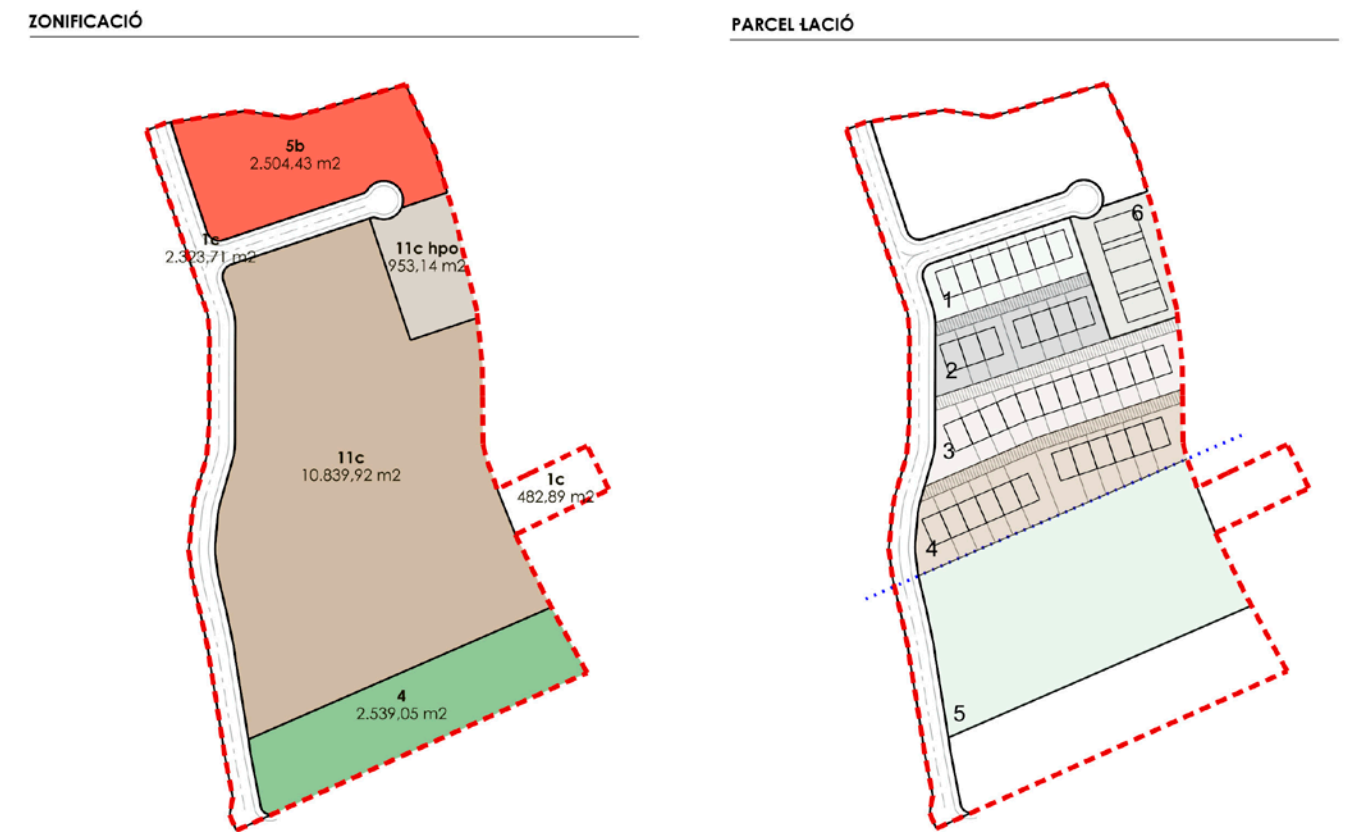 ZONIFICACIÓ
PARCEL·LACIÓ
5b
2.504,43 m2
1c
2.323,71 m2
11c hpo
953,14 m2
11c
10.839,92 m2
1c
482,89 m2
4
2.539,05 m2
6
1
2
3
4
5